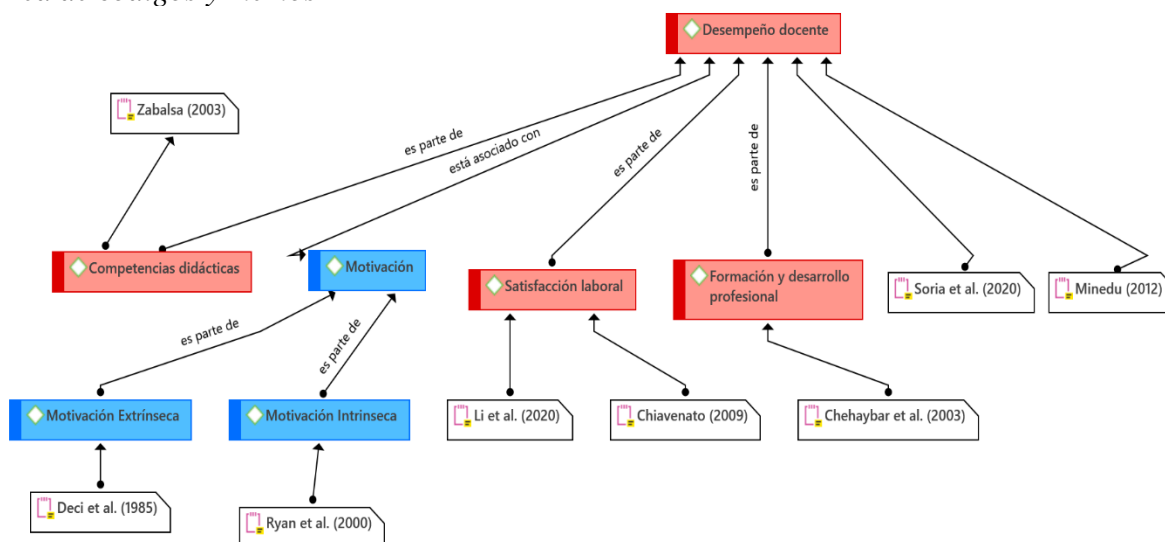 Desempeño docente
Zabalsa (2003)
es parte de
está asociado con
es parte de
es parte de
Competencias didácticas
Motivación
Satisfacción laboral
Formación y desarrollo
profesional
Soria et al. (2020)
Minedu (2012)
es parte de
es parte de
Motivación Extrínseca
Motivación Intrinseca
Li et al. (2020)
Chiavenato (2009)
Chehaybar et al. (2003)
Deci et al. (1985)
Ryan et al. (2000)